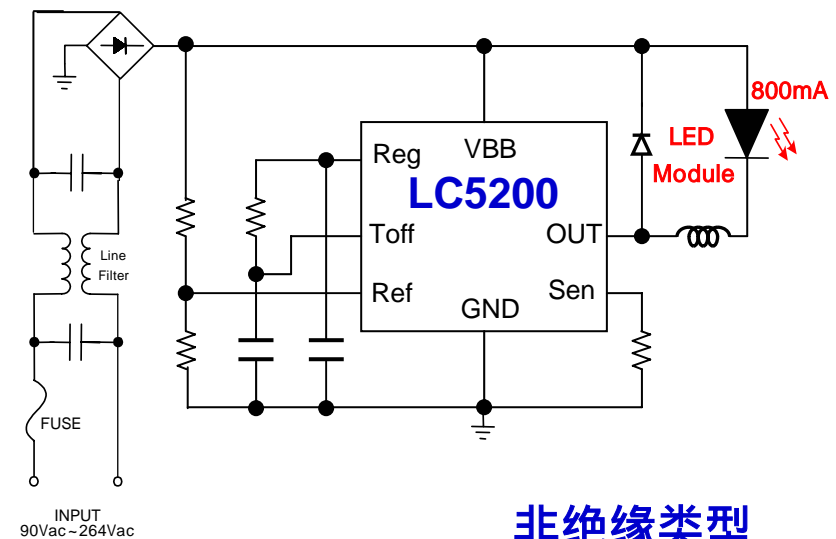 800mA
LED
Module
Reg
VBB
LC5200
Toff
OUT
Ref
Sen
GND
Line
Filter
FUSE
INPUT
90Vac~264Vac
非绝缘类型